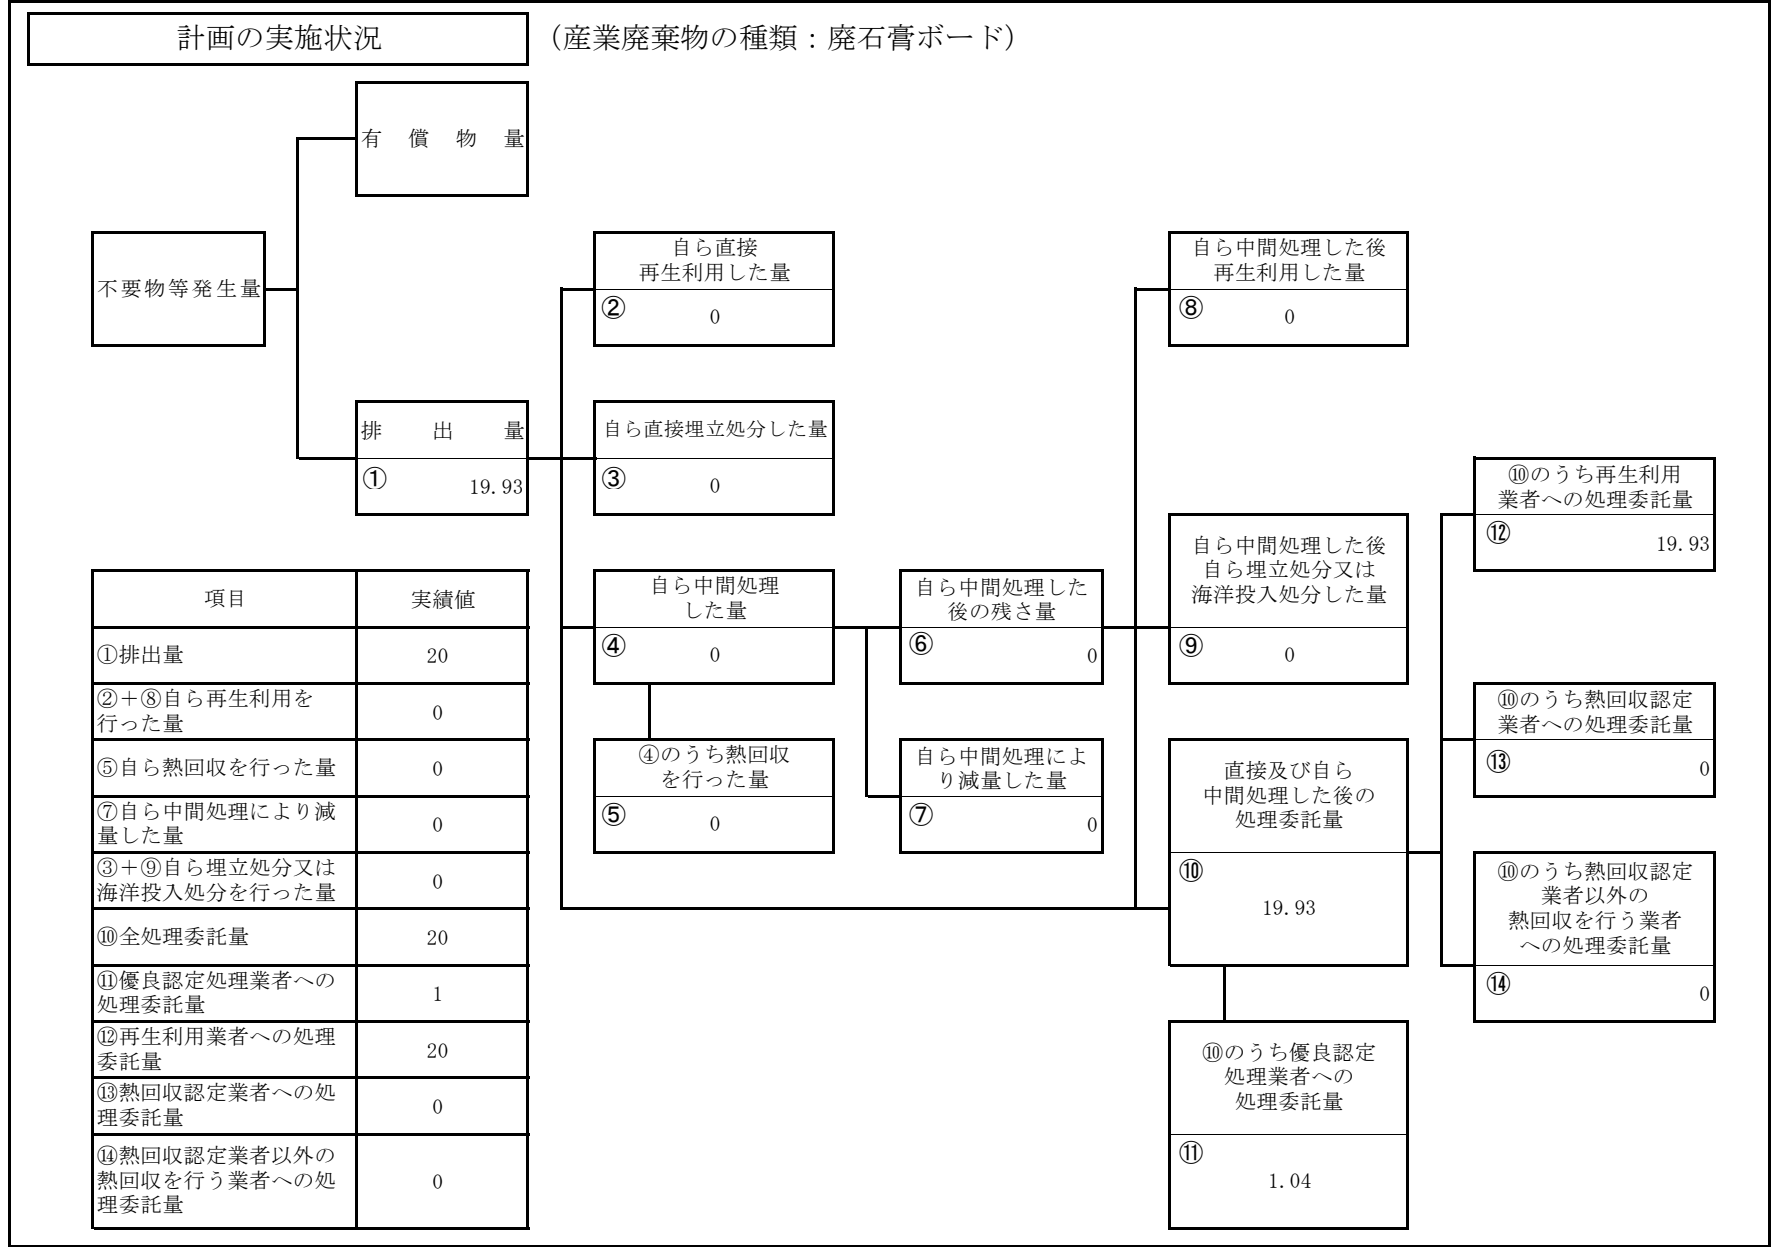 計画の実施状況
（産業廃棄物の種類：廃石膏ボード）
有償物量
不要物等発生量
排出量
①
19.93
自ら直接
再生利用した量
②
0
自ら直接埋立処分した量
③
0
自ら中間処理
した量
④
0
④のうち熱回収
を行った量
⑤
0
自ら中間処理した
後の残さ量
⑥
0
自ら中間処理によ
り減量した量
⑦
0
自ら中間処理した後
再生利用した量
⑧
0
自ら中間処理した後
自ら埋立処分又は
海洋投入処分した量
⑨
0
直接及び自ら
中間処理した後の
処理委託量
⑩
19.93
⑩のうち優良認定
処理業者への
処理委託量
⑪
1.04
⑩のうち再生利用
業者への処理委託量
⑫
19.93
⑩のうち熱回収認定
業者への処理委託量
⑬
0
⑩のうち熱回収認定
業者以外の
熱回収を行う業者
への処理委託量
⑭
0
項目 実績値
①排出量 20
②＋⑧自ら再生利用を
行った量 0
⑤自ら熱回収を行った量 0
⑦自ら中間処理により減
量した量 0
③＋⑨自ら埋立処分又は
海洋投入処分を行った量 0
⑩全処理委託量 20
⑪優良認定処理業者への
処理委託量 1
⑫再生利用業者への処理
委託量 20
⑬熱回収認定業者への処
理委託量 0
⑭熱回収認定業者以外の
熱回収を行う業者への処
理委託量 0